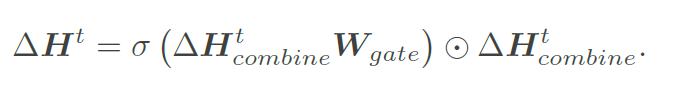 ΔH^t = σ (ΔH^t_combine W_gate) ⊙ ΔH^t_combine.